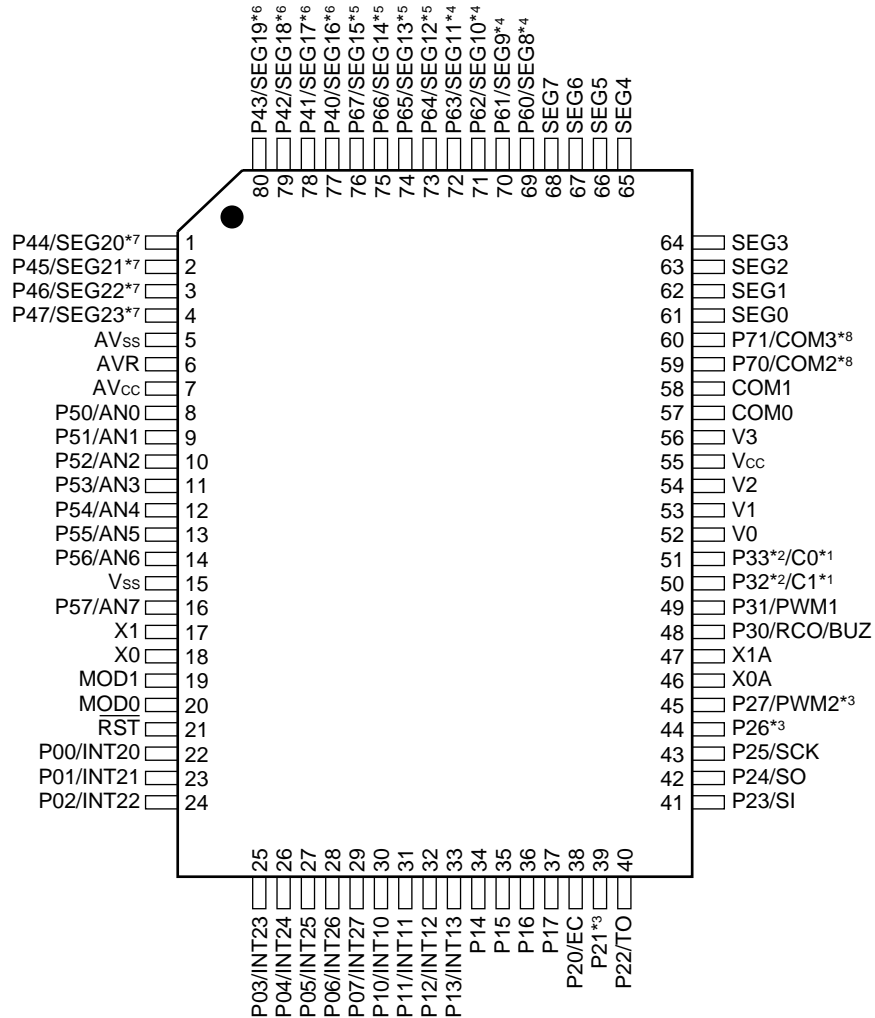 P43/SEG19*6
P42/SEG18*6
P41/SEG17*6
P40/SEG16*6
P67/SEG15*5
P66/SEG14*5
P65/SEG13*5
P64/SEG12*5
P63/SEG11*4
P62/SEG10*4
P61/SEG9*4
P60/SEG8*4
SEG7
SEG6
SEG5
SEG4
80
79
78
77
76
75
74
73
72
71
70
69
68
67
66
65
P44/SEG20*7 1
P45/SEG21*7 2
P46/SEG22*7 3
P47/SEG23*7 4
AVss 5
AVR 6
AVcc 7
P50/AN0 8
P51/AN1 9
P52/AN2 10
P53/AN3 11
P54/AN4 12
P55/AN5 13
P56/AN6 14
Vss 15
P57/AN7 16
X1 17
X0 18
MOD1 19
MOD0 20
RST 21
P00/INT20 22
P01/INT21 23
P02/INT22 24
64 SEG3
63 SEG2
62 SEG1
61 SEG0
60 P71/COM3*8
59 P70/COM2*8
58 COM1
57 COM0
56 V3
55 Vcc
54 V2
53 V1
52 V0
51 P33*2/C0*1
50 P32*2/C1*1
49 P31/PWM1
48 P30/RCO/BUZ
47 X1A
46 X0A
45 P27/PWM2*3
44 P26*3
43 P25/SCK
42 P24/SO
41 P23/SI
25
26
27
28
29
30
31
32
33
34
35
36
37
38
39
40
P03/INT23
P04/INT24
P05/INT25
P06/INT26
P07/INT27
P10/INT10
P11/INT11
P12/INT12
P13/INT13
P14
P15
P16
P17
P20/EC
P21*3
P22/TO